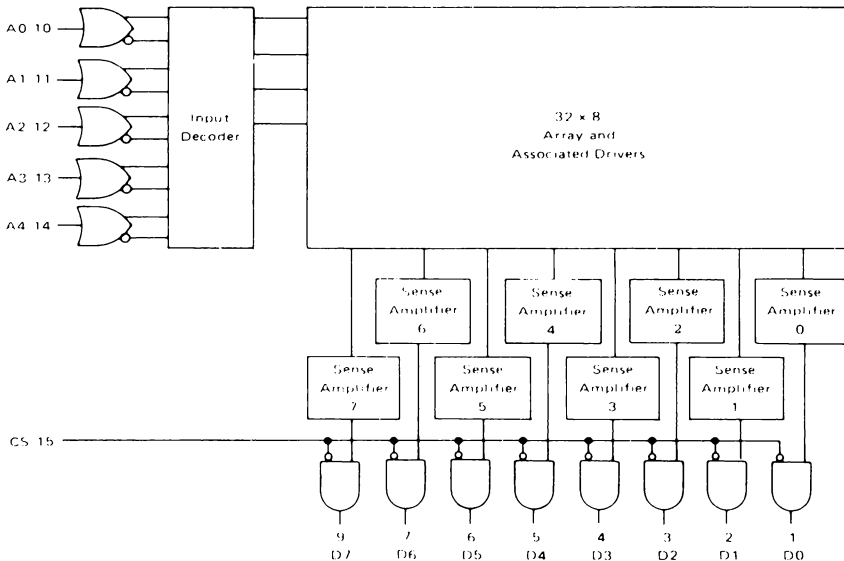 A0 10
A1 11
A2 12
A3 13
A4 14
Input
Decoder
32 × 8
Array and
Associated Drivers
Sense
Amplifier
6
Sense
Amplifier
4
Sense
Amplifier
2
Sense
Amplifier
0
Sense
Amplifier
7
Sense
Amplifier
5
Sense
Amplifier
3
Sense
Amplifier
1
CS 15
9 7 6 5 4 3 2 1
D7 D6 D5 D4 D3 D2 D1 D0